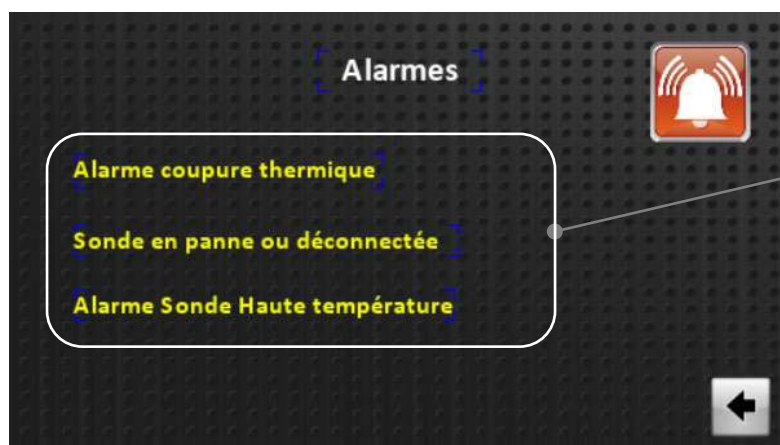 Alarmes
Alarme coupure thermique
Sonde en panne ou déconnectée
Alarme Sonde Haute température